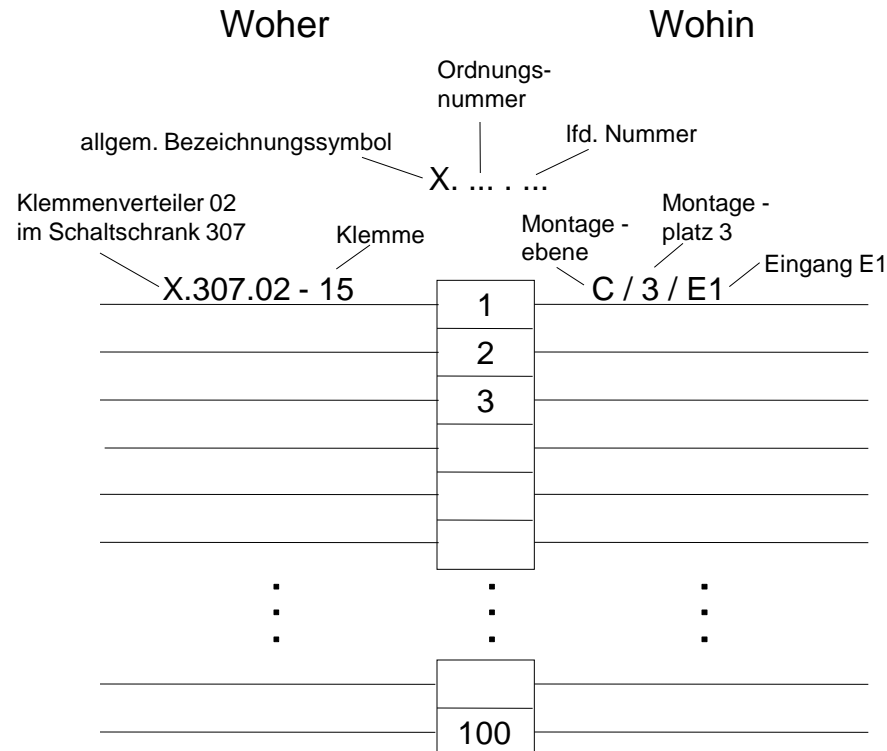 Woher
Wohin
Ordnungs-
nummer
allgem. Bezeichnungssymbol
lfd. Nummer
X. ... . ...
Klemmenverteiler 02
im Schaltschrank 307
Klemme
Montage -
ebene
Montage -
platz 3
Eingang E1
X.307.02 - 15
1
C / 3 / E1
2
3
100